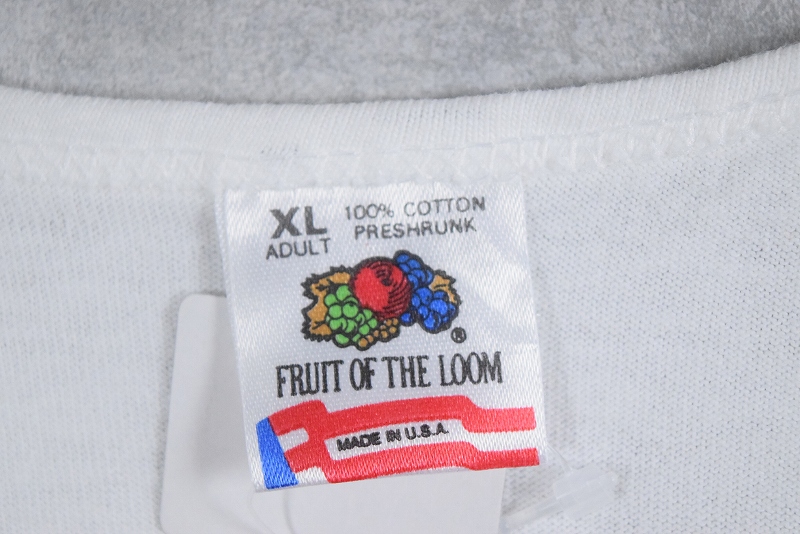 XL 100% COTTON
ADULT PRESHRUNK
®
FRUIT OF THE LOOM
MADE IN U.S.A.